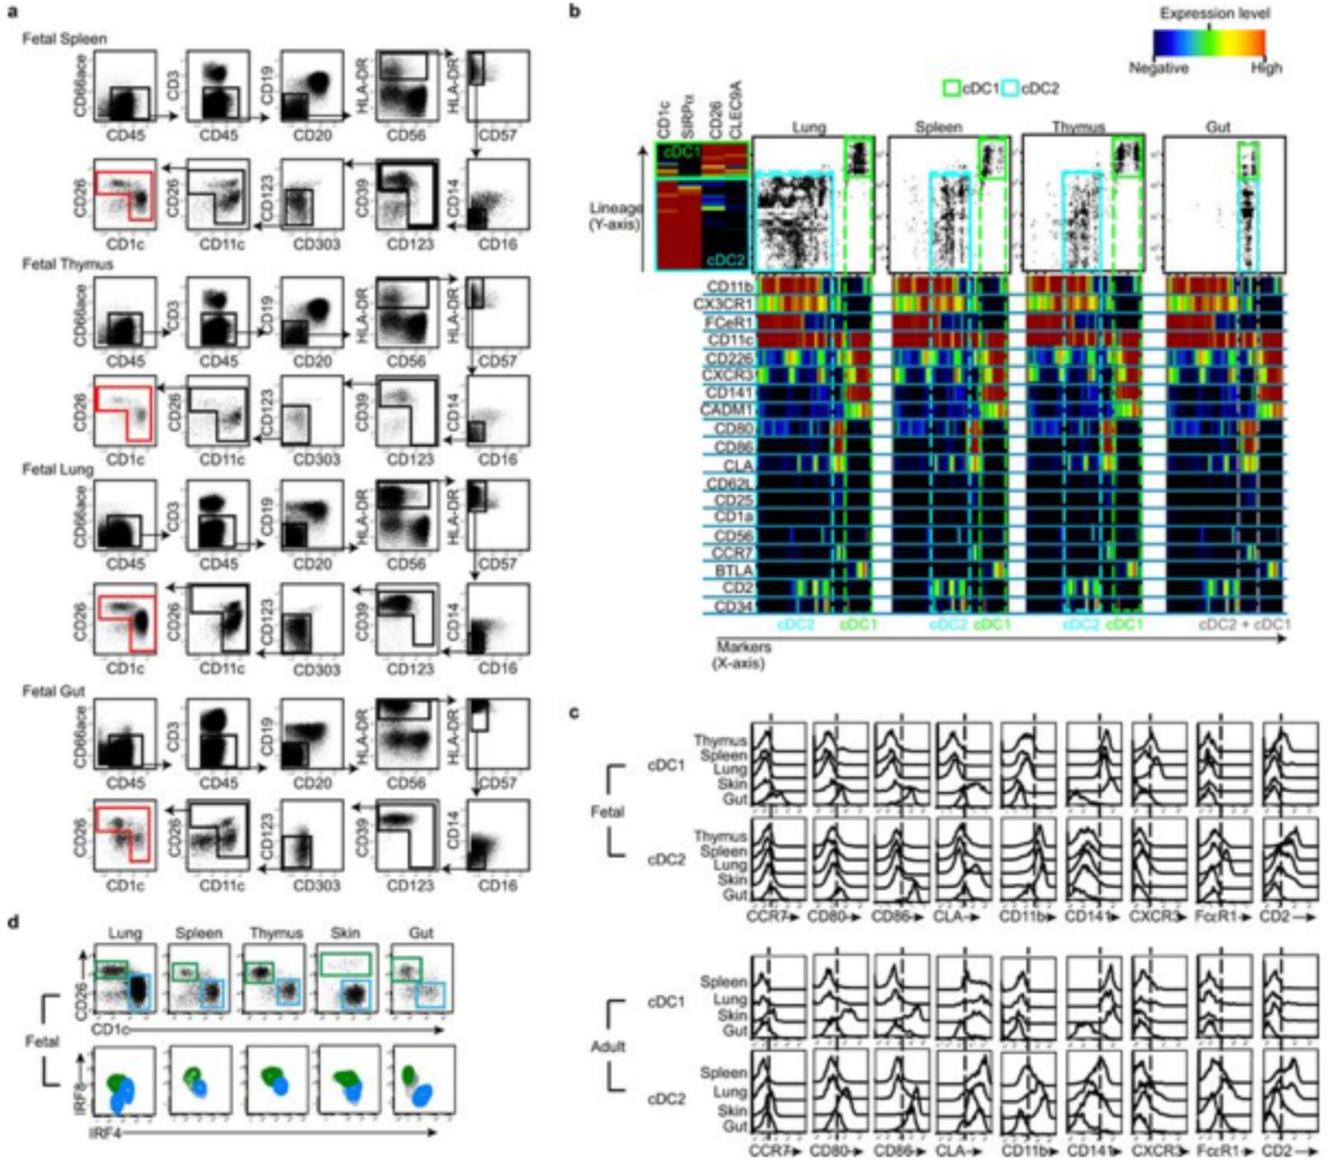 a
Fetal Spleen
CD66ace
CD3
CD19
HLA-DR
HLA-DR
CD45
CD45
CD20
CD56
CD57
CD26
CD26
CD123
CD39
CD14
CD1c
CD11c
CD303
CD123
CD16
Fetal Thymus
CD66ace
CD3
CD19
HLA-DR
HLA-DR
CD45
CD45
CD20
CD56
CD57
CD26
CD26
CD123
CD39
CD14
CD1c
CD11c
CD303
CD123
CD16
Fetal Lung
CD66ace
CD3
CD19
HLA-DR
HLA-DR
CD45
CD45
CD20
CD56
CD57
CD26
CD26
CD123
CD39
CD14
CD1c
CD11c
CD303
CD123
CD16
Fetal Gut
CD66ace
CD3
CD19
HLA-DR
HLA-DR
CD45
CD45
CD20
CD56
CD57
CD26
CD26
CD123
CD39
CD14
CD1c
CD11c
CD303
CD123
CD16
b
Expression level
Negative High
cDC1 cDC2
CD1c
SIRPα
CD26
CLEC9A
Lung Spleen Thymus Gut
cDC1
Lineage
(Y-axis)
cDC2
CD11b
CX3CR1
FCeR1
CD11c
CD226
CXCR3
CD141
CADM1
CD80
CD86
CLA
CD62L
CD25
CD1a
CD56
CCR7
BTLA
CD2
CD34
cDC2 cDC1 cDC2 cDC1 cDC2 cDC1 cDC2 + cDC1
Markers
(X-axis)
c
Fetal
cDC1
Thymus
Spleen
Lung
Skin
Gut
cDC2
Thymus
Spleen
Lung
Skin
Gut
CCR7 CD80 CD86 CLA CD11b CD141 CXCR3 FcεR1 CD2
Adult
cDC1
Spleen
Lung
Skin
Gut
cDC2
Spleen
Lung
Skin
Gut
CCR7 CD80 CD86 CLA CD11b CD141 CXCR3 FcεR1 CD2
d
Lung Spleen Thymus Skin Gut
Fetal
CD26
CD1c
IRF8
IRF4